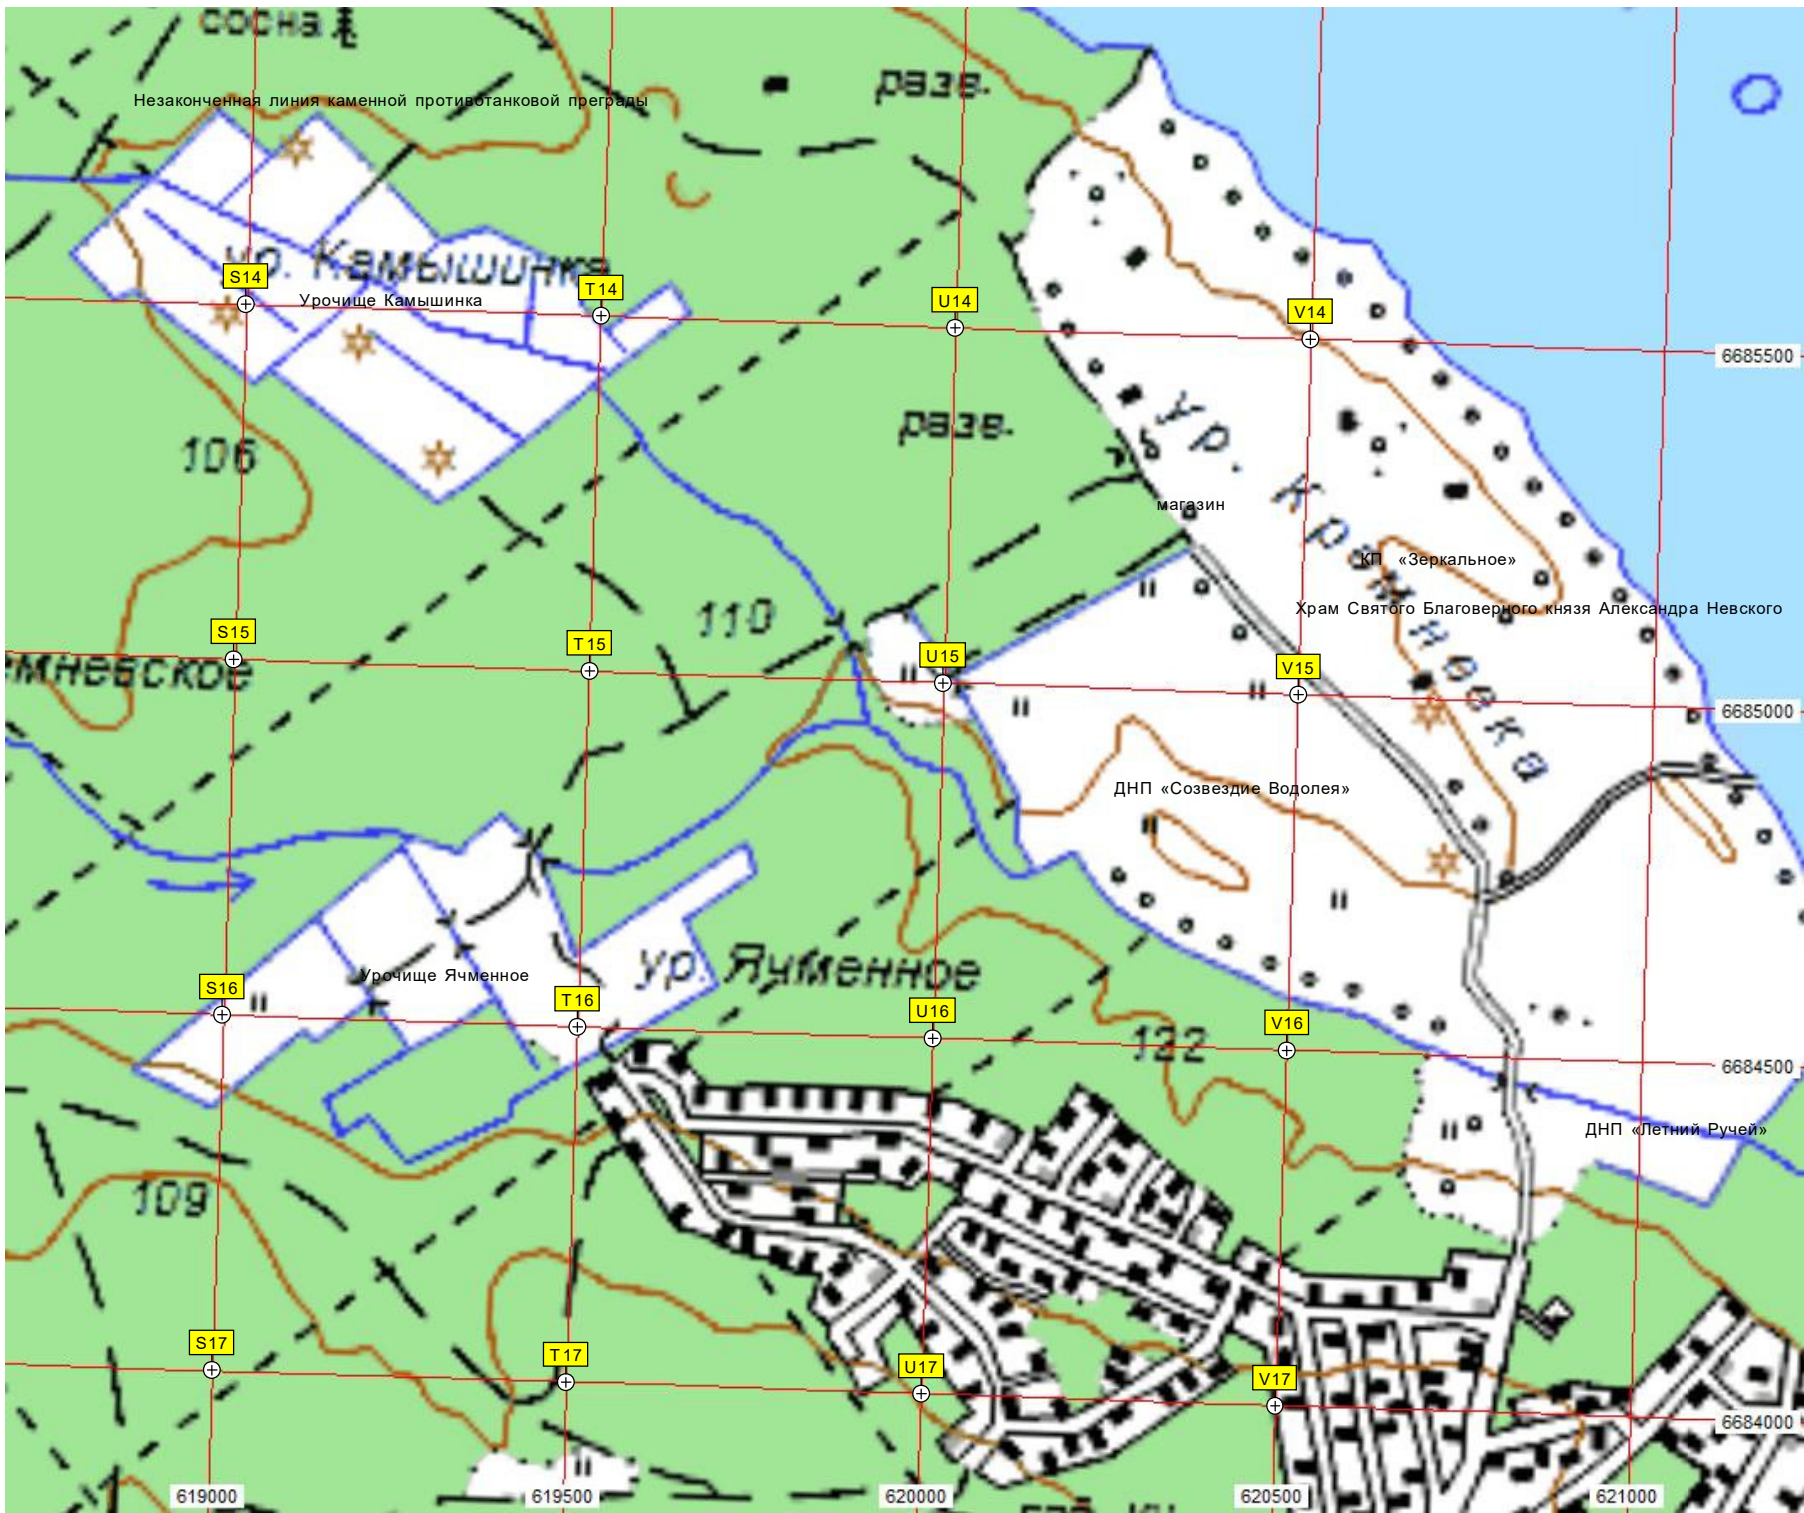 сосна
разв.
Незаконченная линия каменной противотанковой преграды
ур. Камышинка
S14
Урочище Камышинка
T14
U14
V14
6685500
разв.
106
ур. Краснновка
магазин
КП «Зеркальное»
Храм Святого Благоверного князя Александра Невского
110
S15
T15
U15
V15
6685000
мневское
ДНП «Созвездие Водолея»
ур. Ячменное
Урочище Ячменное
S16
T16
U16
V16
122
6684500
ДНП «Летний Ручей»
109
S17
T17
U17
V17
6684000
619000
619500
620000
620500
621000